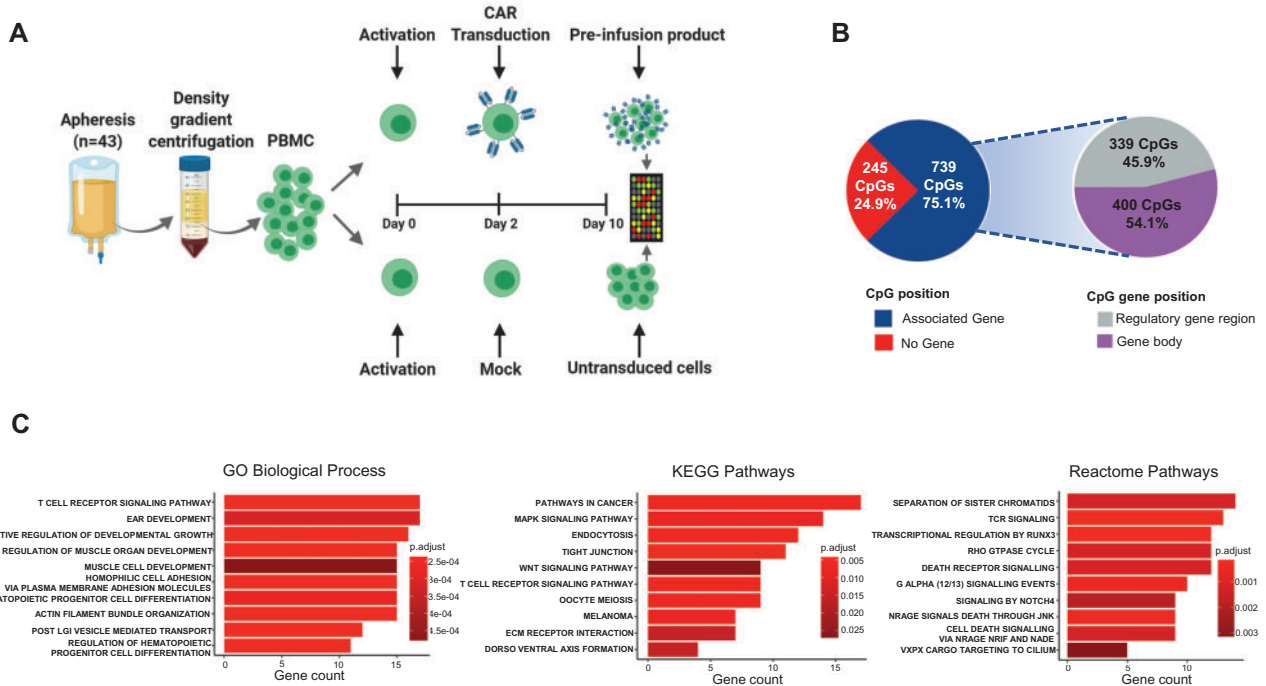 A
Apheresis
(n=43)
Density
gradient
centrifugation
PBMC
Activation
CAR
Transduction
Pre-infusion product
Day 0
Day 2
Day 10
Activation
Mock
Untransduced cells
B
245
CpGs
24.9%
739
CpGs
75.1%
339 CpGs
45.9%
400 CpGs
54.1%
CpG position
Associated Gene
No Gene
CpG gene position
Regulatory gene region
Gene body
C
GO Biological Process
T CELL RECEPTOR SIGNALING PATHWAY
EAR DEVELOPMENT
TIVE REGULATION OF DEVELOPMENTAL GROWTH
REGULATION OF MUSCLE ORGAN DEVELOPMENT
MUSCLE CELL DEVELOPMENT
HOMOPHILIC CELL ADHESION
VIA PLASMA MEMBRANE ADHESION MOLECULES
ATOPOIETIC PROGENITOR CELL DIFFERENTIATION
ACTIN FILAMENT BUNDLE ORGANIZATION
POST LGI VESICLE MEDIATED TRANSPORT
REGULATION OF HEMATOPOIETIC
PROGENITOR CELL DIFFERENTIATION
0 5 10 15
Gene count
p.adjust
2.5e-04
3e-04
3.5e-04
4e-04
4.5e-04
KEGG Pathways
PATHWAYS IN CANCER
MAPK SIGNALING PATHWAY
ENDOCYTOSIS
TIGHT JUNCTION
WNT SIGNALING PATHWAY
T CELL RECEPTOR SIGNALING PATHWAY
OOCYTE MEIOSIS
MELANOMA
ECM RECEPTOR INTERACTION
DORSO VENTRAL AXIS FORMATION
0 5 10 15
Gene count
p.adjust
0.005
0.010
0.015
0.020
0.025
Reactome Pathways
SEPARATION OF SISTER CHROMATIDS
TCR SIGNALING
TRANSCRIPTIONAL REGULATION BY RUNX3
RHO GTPASE CYCLE
DEATH RECEPTOR SIGNALLING
G ALPHA (12/13) SIGNALLING EVENTS
SIGNALING BY NOTCH4
NRAGE SIGNALS DEATH THROUGH JNK
CELL DEATH SIGNALLING
VIA NRAGE NRIF AND NADE
VXPX CARGO TARGETING TO CILIUM
0 5 10
Gene count
p.adjust
0.001
0.002
0.003